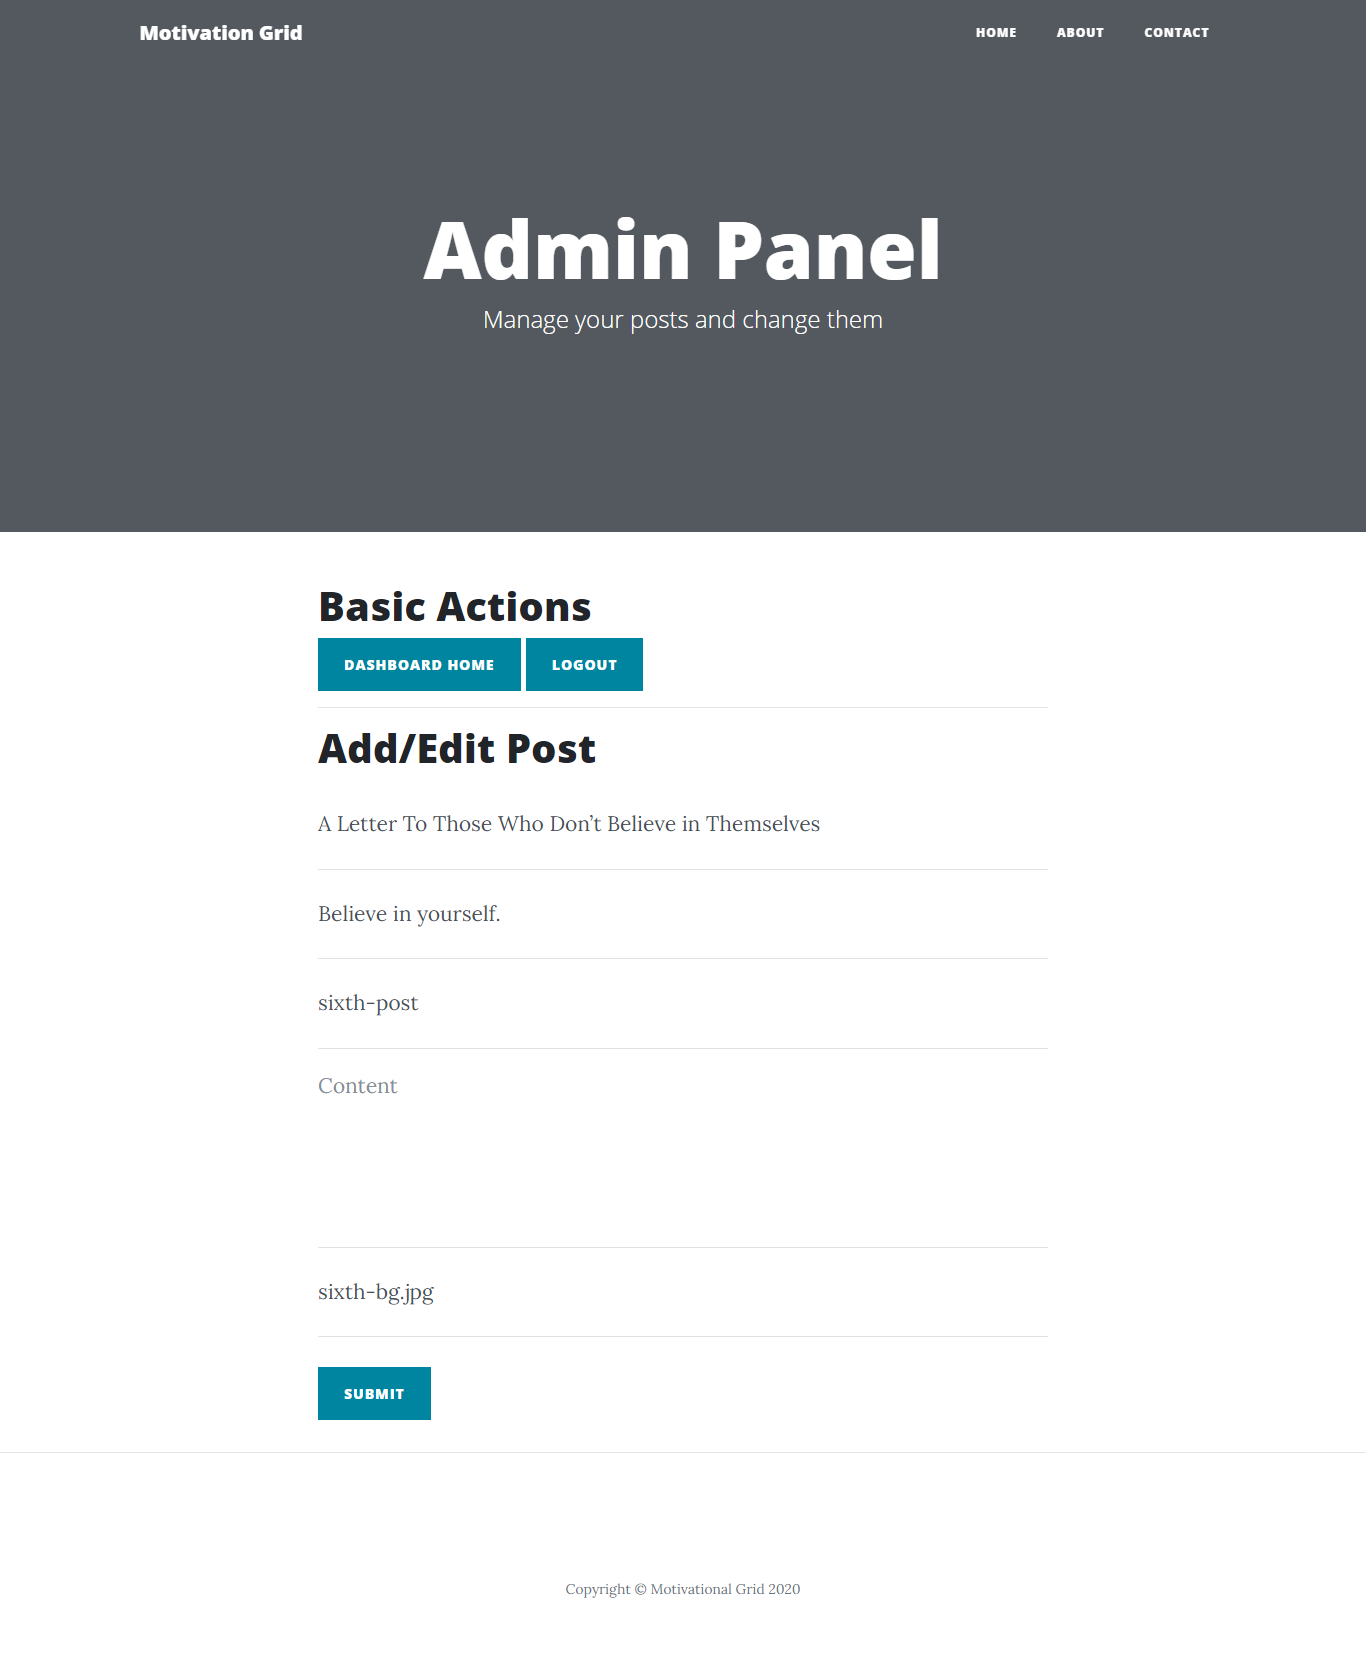 Motivation Grid
HOME ABOUT CONTACT
Admin Panel
Manage your posts and change them
Basic Actions
DASHBOARD HOME LOGOUT
Add/Edit Post
A Letter To Those Who Don’t Believe in Themselves
Believe in yourself.
sixth-post
Content
sixth-bg.jpg
SUBMIT
Copyright © Motivational Grid 2020